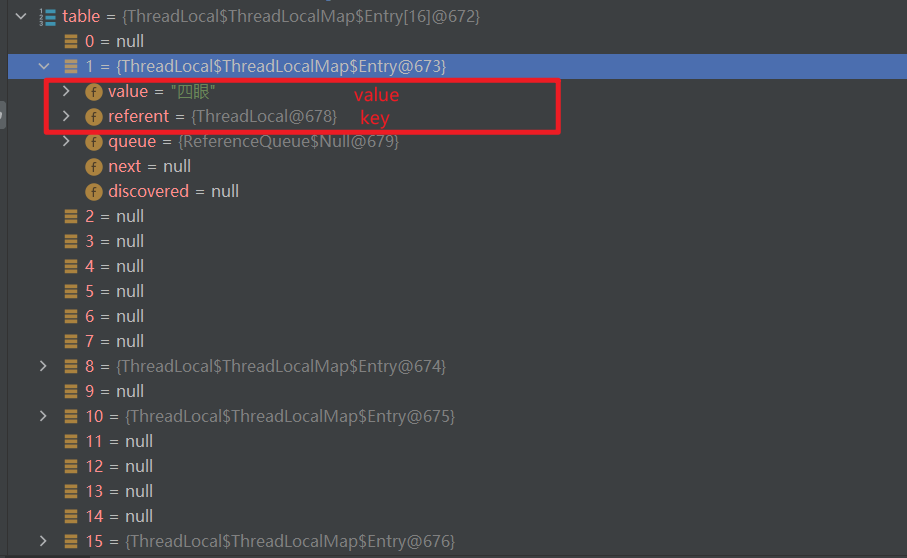 table = {ThreadLocal$ThreadLocalMap$Entry[16]@672}
0 = null
1 = {ThreadLocal$ThreadLocalMap$Entry@673}
value = "四眼" value
referent = {ThreadLocal@678} key
queue = {ReferenceQueue$Null@679}
next = null
discovered = null
2 = null
3 = null
4 = null
5 = null
6 = null
7 = null
8 = {ThreadLocal$ThreadLocalMap$Entry@674}
9 = null
10 = {ThreadLocal$ThreadLocalMap$Entry@675}
11 = null
12 = null
13 = null
14 = null
15 = {ThreadLocal$ThreadLocalMap$Entry@676}